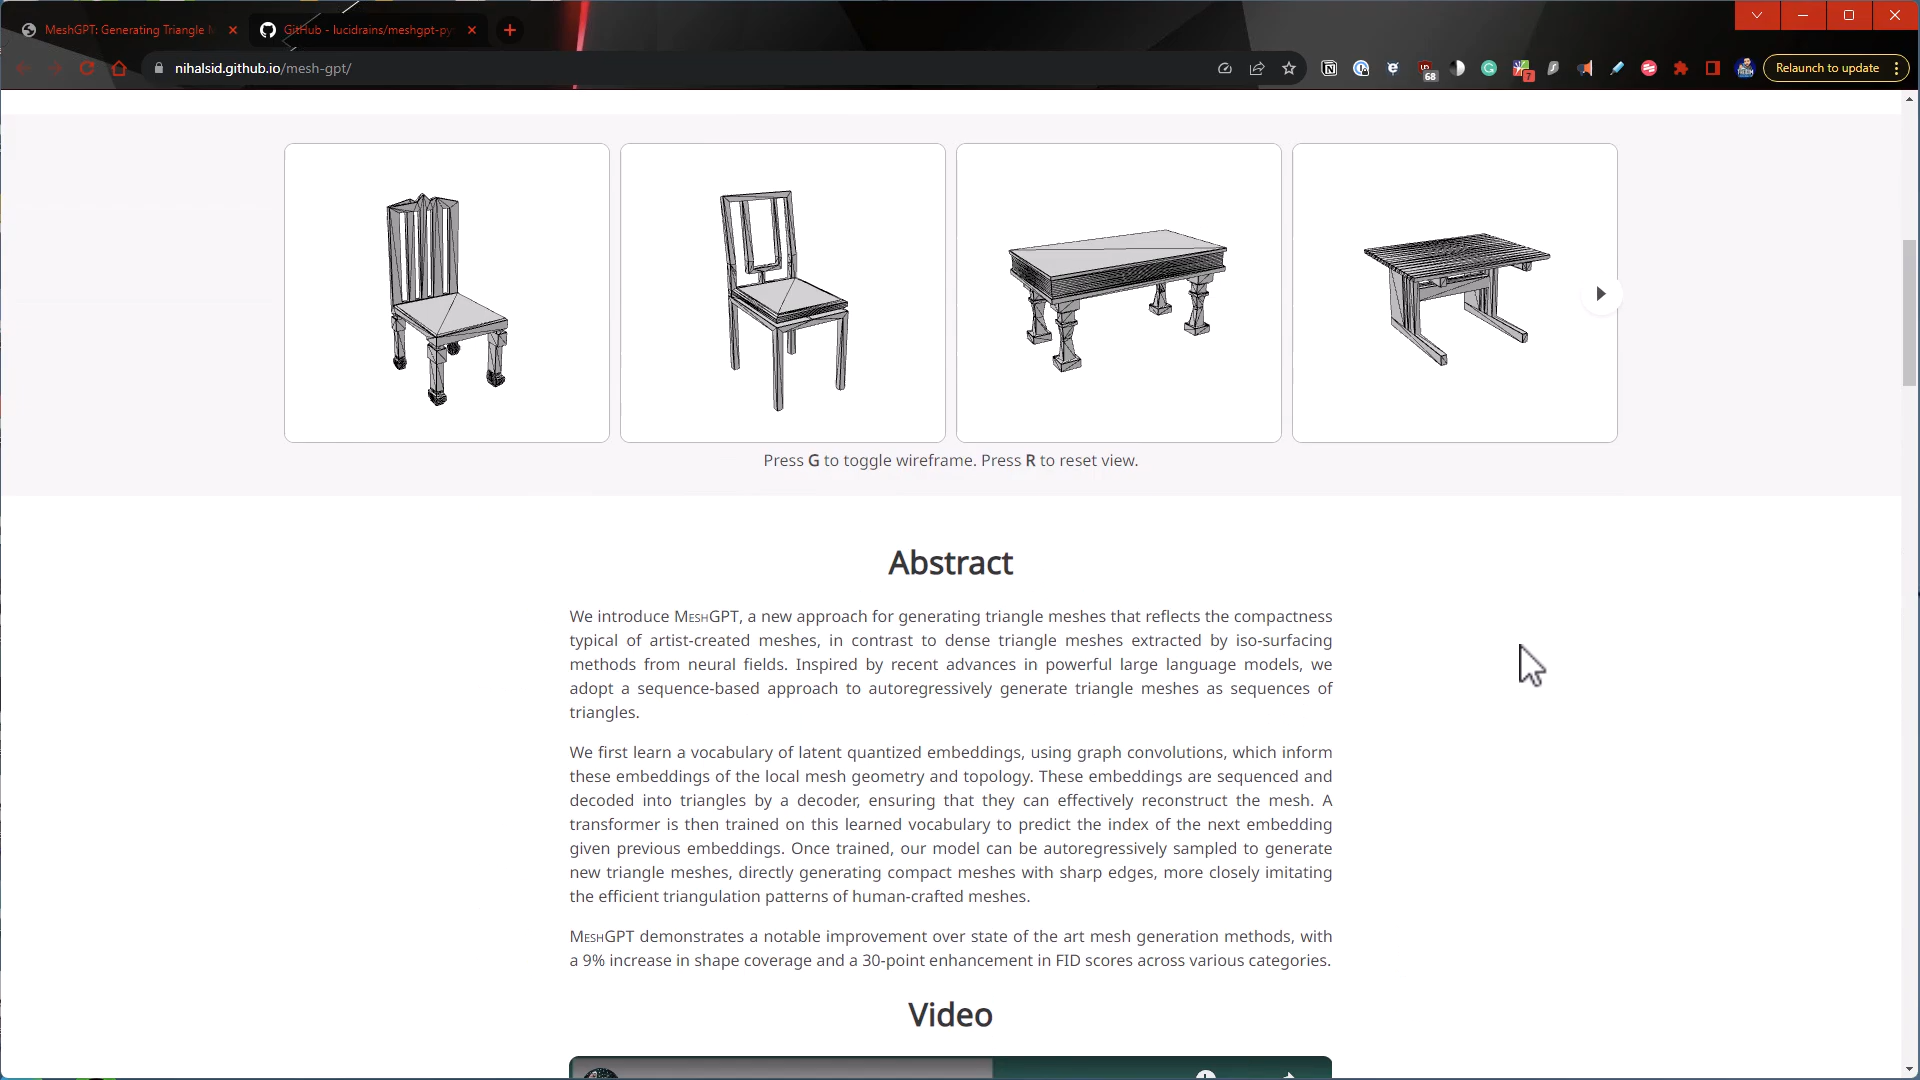 MeshGPT: Generating Triangle M
GitHub - lucidrains/meshgpt-py
nihalsid.github.io/mesh-gpt/
68
7
Relaunch to update
Press G to toggle wireframe. Press R to reset view.
Abstract
We introduce MeshGPT, a new approach for generating triangle meshes that reflects the compactness
typical of artist-created meshes, in contrast to dense triangle meshes extracted by iso-surfacing
methods from neural fields. Inspired by recent advances in powerful large language models, we
adopt a sequence-based approach to autoregressively generate triangle meshes as sequences of
triangles.
We first learn a vocabulary of latent quantized embeddings, using graph convolutions, which inform
these embeddings of the local mesh geometry and topology. These embeddings are sequenced and
decoded into triangles by a decoder, ensuring that they can effectively reconstruct the mesh. A
transformer is then trained on this learned vocabulary to predict the index of the next embedding
given previous embeddings. Once trained, our model can be autoregressively sampled to generate
new triangle meshes, directly generating compact meshes with sharp edges, more closely imitating
the efficient triangulation patterns of human-crafted meshes.
MeshGPT demonstrates a notable improvement over state of the art mesh generation methods, with
a 9% increase in shape coverage and a 30-point enhancement in FID scores across various categories.
Video